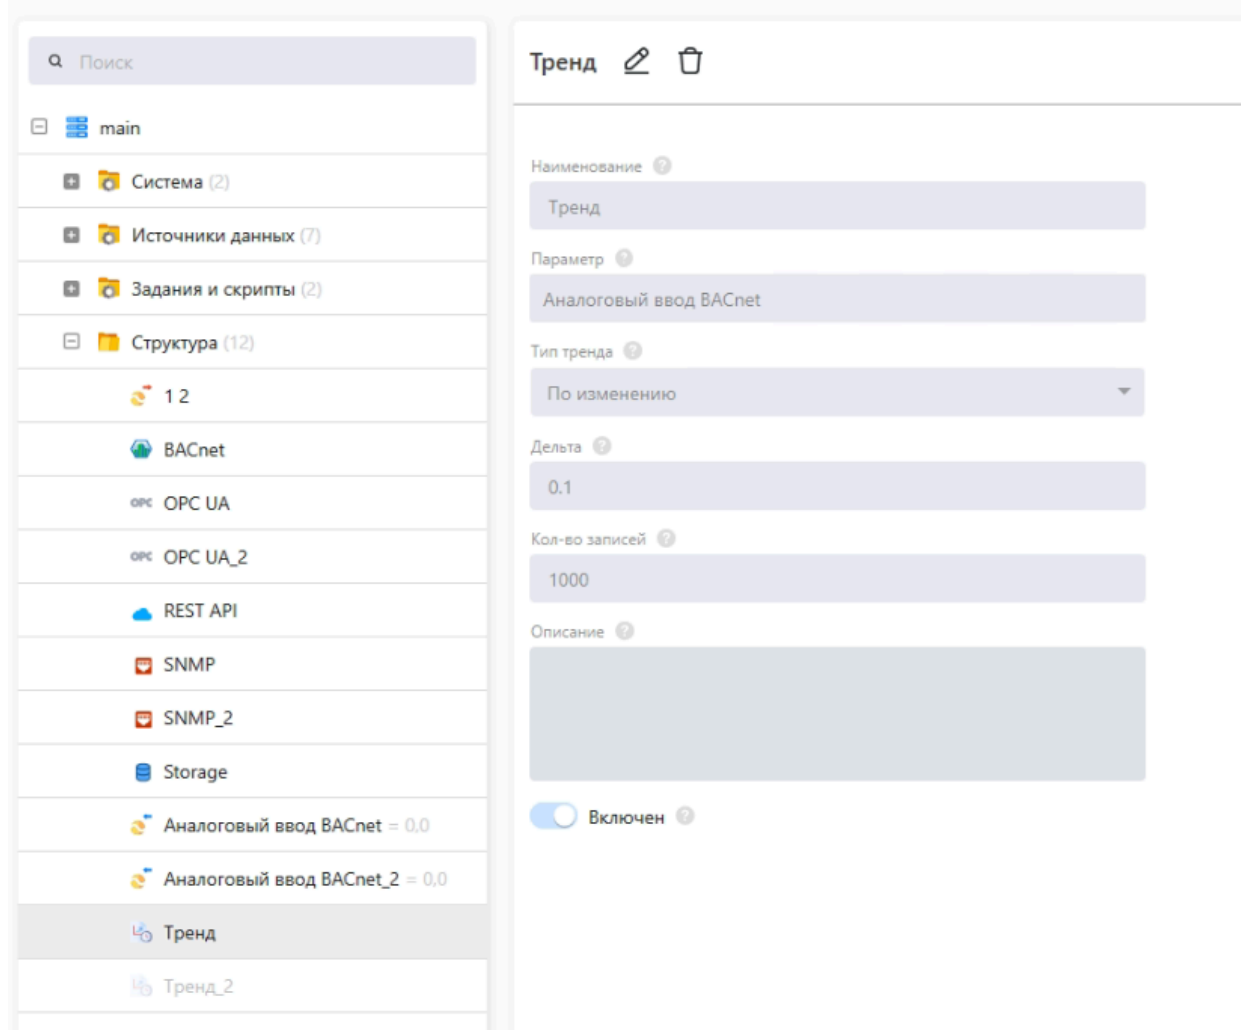 Поиск
main
Система (2)
Источники данных (7)
Задания и скрипты (2)
Структура (12)
1 2
BACnet
OPC OPC UA
OPC OPC UA_2
REST API
SNMP
SNMP_2
Storage
Аналоговый ввод BACnet = 0,0
Аналоговый ввод BACnet_2 = 0,0
Тренд
Тренд_2
Тренд
Наименование ?
Тренд
Параметр ?
Аналоговый ввод BACnet
Тип тренда ?
По изменению
Дельта ?
0.1
Кол-во записей ?
1000
Описание ?
Включен ?